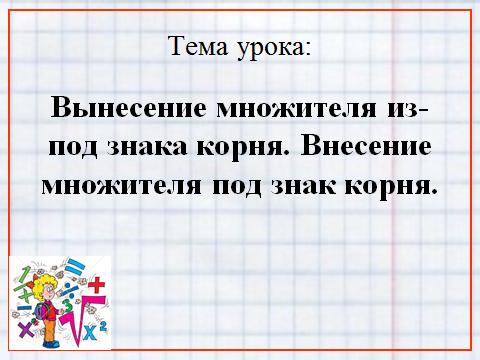 Тема урока:
Вынесение множителя из-
под знака корня. Внесение
множителя под знак корня.